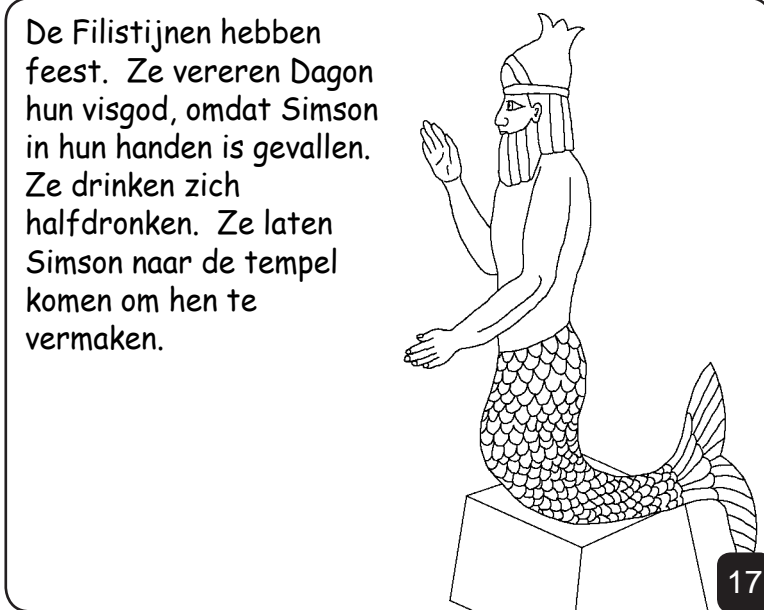 De Filistijnen hebben
feest.  Ze vereren Dagon
hun visgod, omdat Simson
in hun handen is gevallen.
Ze drinken zich
halfdronken.  Ze laten
Simson naar de tempel
komen om hen te
vermaken.
17